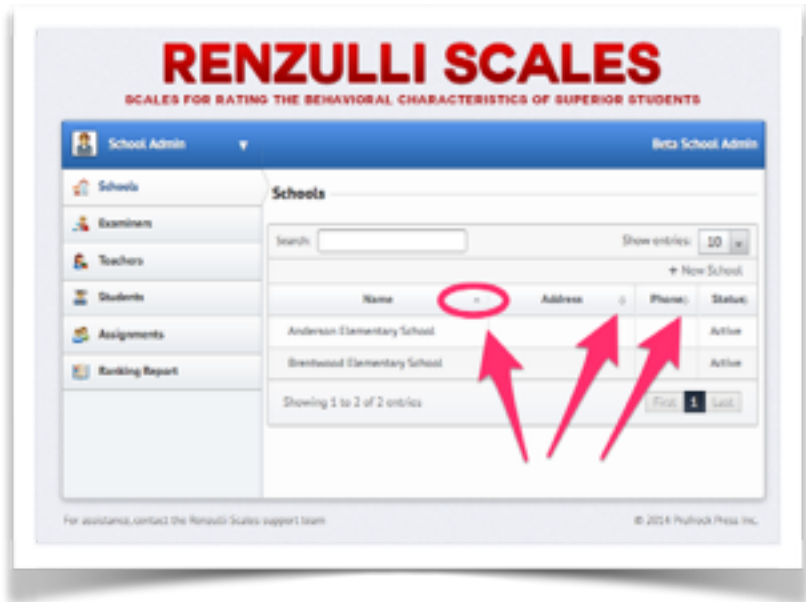 RENZULLI SCALES
SCALES FOR RATING THE BEHAVIORAL CHARACTERISTICS OF SUPERIOR STUDENTS
School Admin
Beta School Admin
Schools
Examiners
Teachers
Students
Assignments
Ranking Report
Schools
Search:
Show entries: 10
+ New School
Name Address Phone Status
Anderson Elementary School Active
Brentwood Elementary School Active
Showing 1 to 2 of 2 entries
First 1 Last
For assistance, contact the Renzulli Scales support team
© 2014 Prufrock Press Inc.